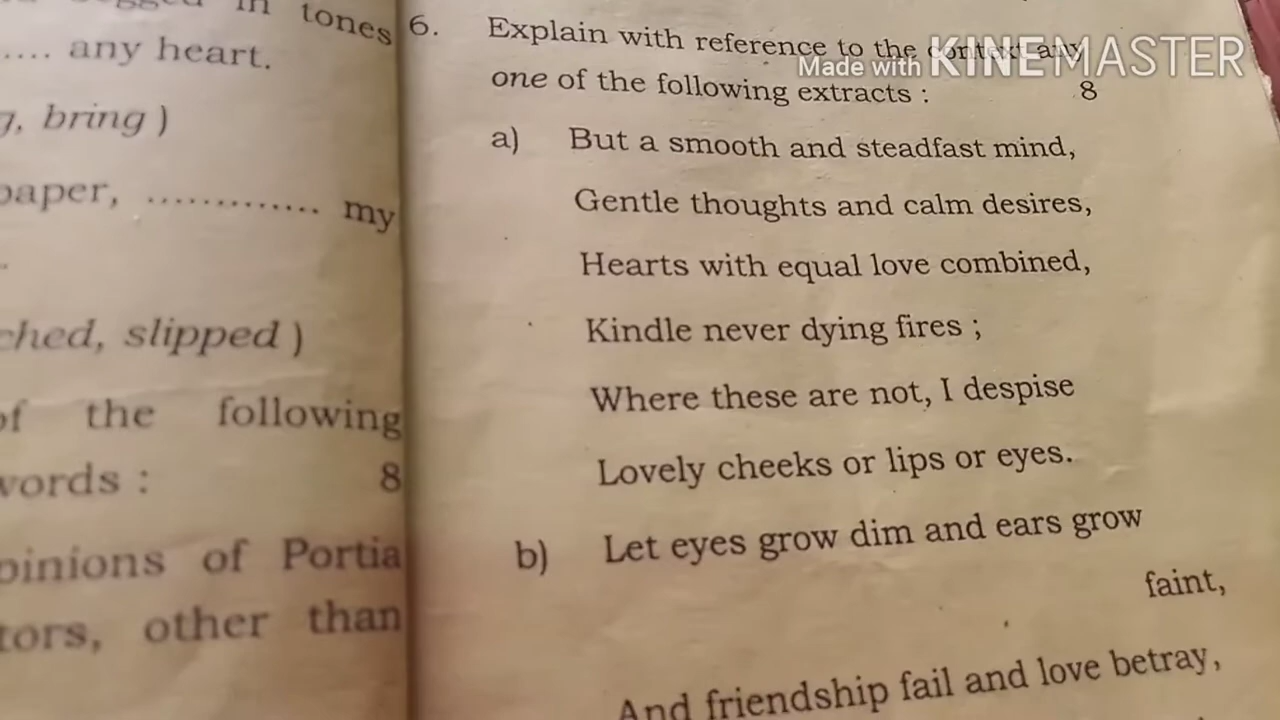 in tones
.... any heart.
bring )
paper, ............. my
slipped )
of the following
words : 8
of Portia
other than
6. Explain with reference to the context any
Made with KINEMASTER
one of the following extracts : 8
a) But a smooth and steadfast mind,
Gentle thoughts and calm desires,
Hearts with equal love combined,
Kindle never dying fires ;
Where these are not, I despise
Lovely cheeks or lips or eyes.
b) Let eyes grow dim and ears grow
faint,
And friendship fail and love betray,